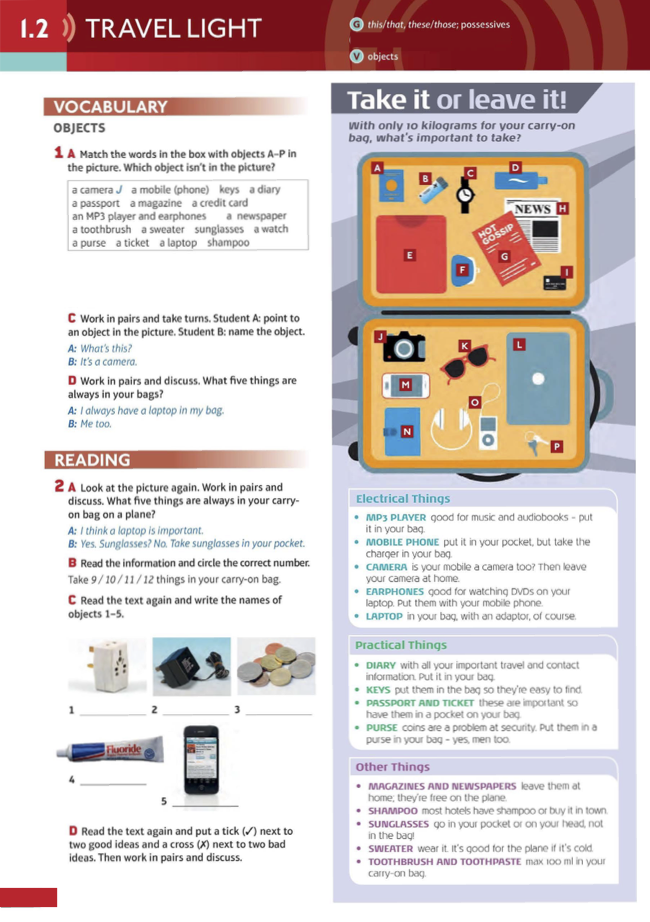 1.2 TRAVEL LIGHT
G this/that, these/those; possessives
V objects
VOCABULARY
OBJECTS
1 A Match the words in the box with objects A–P in
the picture. Which object isn't in the picture?
a camera J a mobile (phone) keys a diary
a passport a magazine a credit card
an MP3 player and earphones a newspaper
a toothbrush a sweater sunglasses a watch
a purse a ticket a laptop shampoo
C Work in pairs and take turns. Student A: point to
an object in the picture. Student B: name the object.
A: What's this?
B: It's a camera.
D Work in pairs and discuss. What five things are
always in your bags?
A: I always have a laptop in my bag.
B: Me too.
READING
2 A Look at the picture again. Work in pairs and
discuss. What five things are always in your carry-
on bag on a plane?
A: I think a laptop is important.
B: Yes. Sunglasses? No. Take sunglasses in your pocket.
B Read the information and circle the correct number.
Take 9 / 10 / 11 / 12 things in your carry-on bag.
C Read the text again and write the names of
objects 1–5.
1 2 3
Fluoride
4
5
D Read the text again and put a tick (✓) next to
two good ideas and a cross (✗) next to two bad
ideas. Then work in pairs and discuss.
Take it or leave it!
With only 10 kilograms for your carry-on
bag, what's important to take?
A
B
C
D
NEWS H
HOT
GOSSIP
E
F
G
I
J
K
L
M
N
O
P
Electrical Things
• MP3 PLAYER good for music and audiobooks – put
it in your bag.
• MOBILE PHONE put it in your pocket, but take the
charger in your bag.
• CAMERA is your mobile a camera too? Then leave
your camera at home.
• EARPHONES good for watching DVDs on your
laptop. Put them with your mobile phone.
• LAPTOP in your bag, with an adaptor, of course.
Practical Things
• DIARY with all your important travel and contact
information. Put it in your bag.
• KEYS put them in the bag so they're easy to find.
• PASSPORT AND TICKET these are important so
have them in a pocket on your bag.
• PURSE coins are a problem at security. Put them in a
purse in your bag – yes, men too.
Other Things
• MAGAZINES AND NEWSPAPERS leave them at
home; they're free on the plane.
• SHAMPOO most hotels have shampoo or buy it in town.
• SUNGLASSES go in your pocket or on your head, not
in the bag!
• SWEATER wear it. It's good for the plane if it's cold.
• TOOTHBRUSH AND TOOTHPASTE max 100 ml in your
carry-on bag.